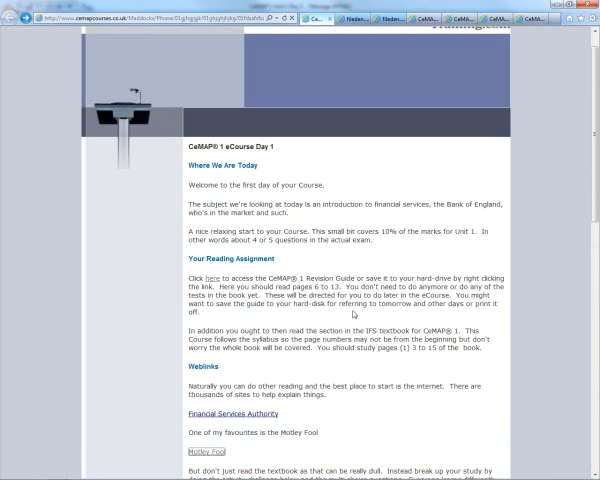 CeMAP® 1 eCourse Day 1
Where We Are Today
Welcome to the first day of your Course.
The subject we're looking at today is an introduction to financial services, the Bank of England,
who's in the market and such.
A nice relaxing start to your Course. This small bit covers 10% of the marks for Unit 1.  In
other words about 4 or 5 questions in the actual exam.
Your Reading Assignment
Click here to access the CeMAP® 1 Revision Guide or save it to your hard-drive by right clicking
the link.  Here you should read pages 6 to 13.  You don't need to do anymore or do any of the
tests in the book yet.  These will be directed for you to do later in the eCourse.  You might
want to save the guide to your hard-disk for referring to tomorrow and other days or print it
off.
In addition you ought to then read the section in the IFS textbook for CeMAP® 1.  This
Course follows the syllabus so the page numbers may not be from the beginning but don't
worry the whole book will be covered.  You should study pages (1) 3 to 15 of the  book.
Weblinks
Naturally you can do other reading and the best place to start is the internet.  There are
thousands of sites to help explain things.
Financial Services Authority
One of my favourites is the Motley Fool
Motley Fool
But don't just read the textbook as that can be really dull.  Instead break up your study by